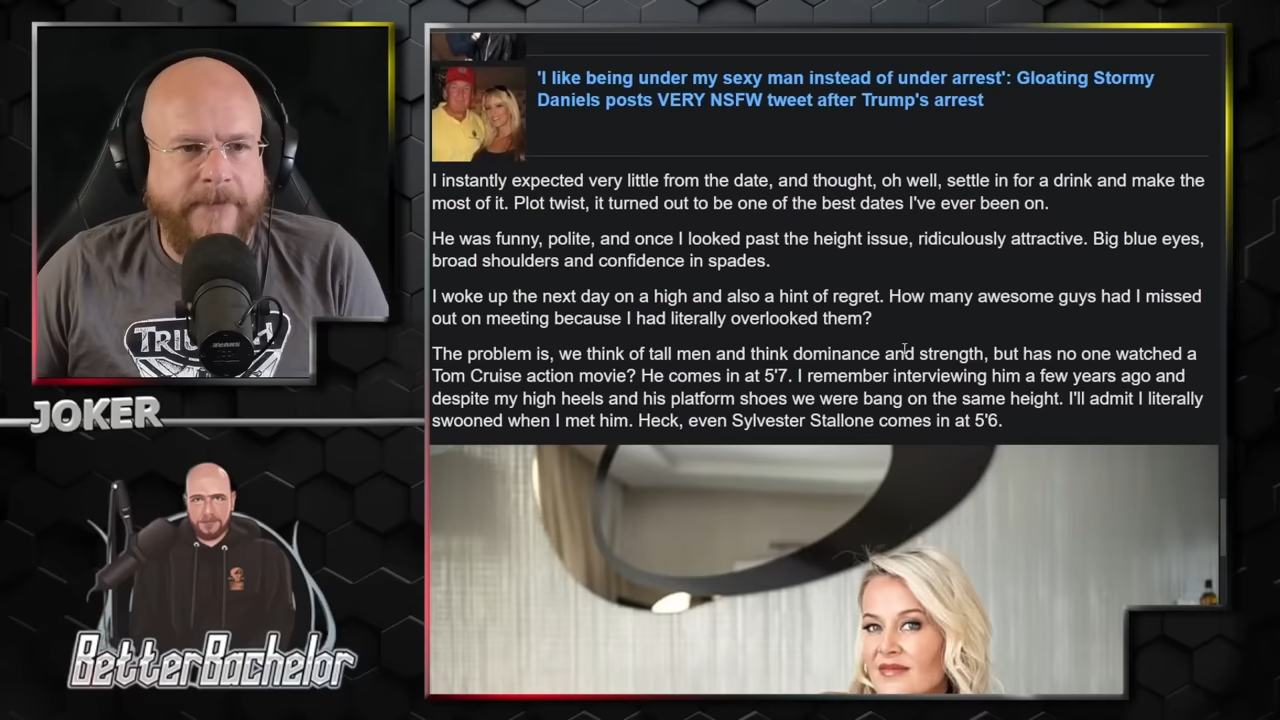 'I like being under my sexy man instead of under arrest': Gloating Stormy
Daniels posts VERY NSFW tweet after Trump's arrest
I instantly expected very little from the date, and thought, oh well, settle in for a drink and make the
most of it. Plot twist, it turned out to be one of the best dates I've ever been on.
He was funny, polite, and once I looked past the height issue, ridiculously attractive. Big blue eyes,
broad shoulders and confidence in spades.
I woke up the next day on a high and also a hint of regret. How many awesome guys had I missed
out on meeting because I had literally overlooked them?
The problem is, we think of tall men and think dominance and strength, but has no one watched a
Tom Cruise action movie? He comes in at 5'7. I remember interviewing him a few years ago and
despite my high heels and his platform shoes we were bang on the same height. I'll admit I literally
swooned when I met him. Heck, even Sylvester Stallone comes in at 5'6.
JOKER
BetterBachelor